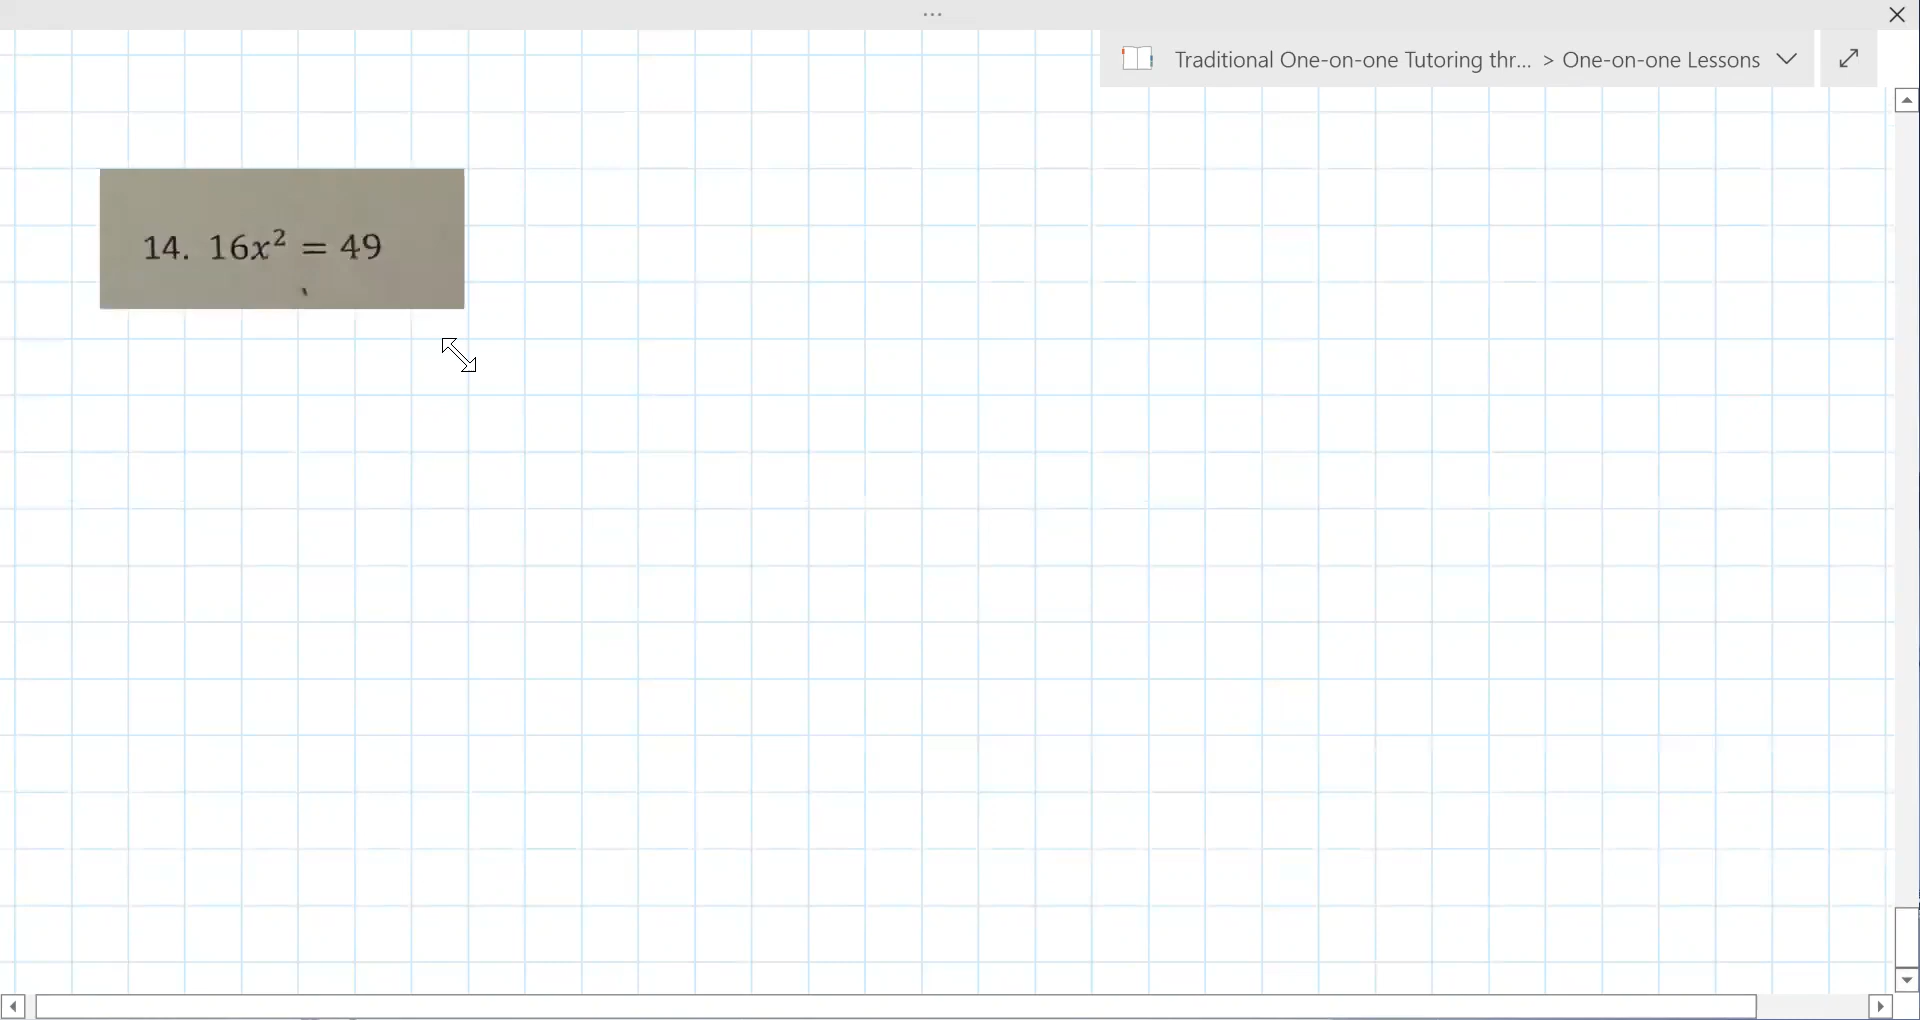 Traditional One-on-one Tutoring thr... > One-on-one Lessons
14. 16x² = 49